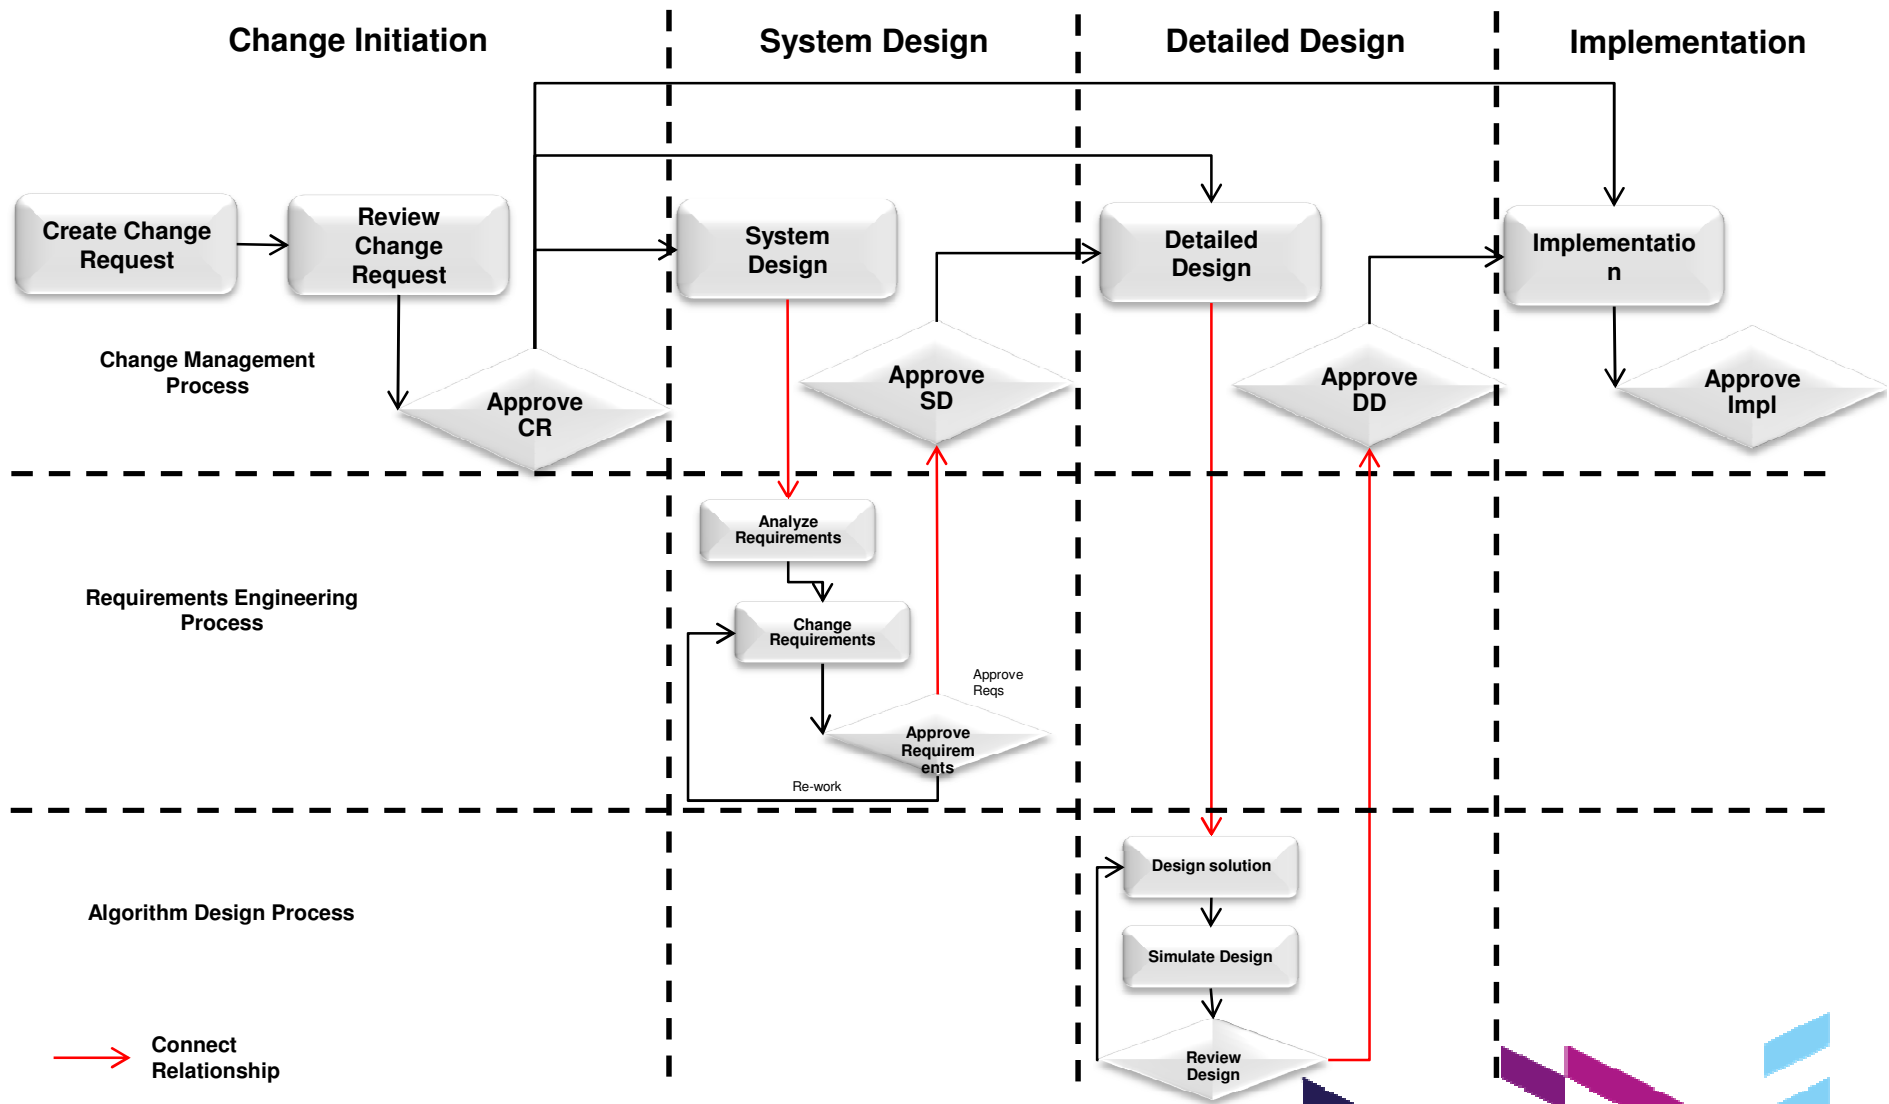 Change Initiation
System Design
Detailed Design
Implementation
Create Change
Request
Review
Change
Request
System
Design
Detailed
Design
Implementatio
n
Change Management
Process
Approve
CR
Approve
SD
Approve
DD
Approve
Impl
Analyze
Requirements
Requirements Engineering
Process
Change
Requirements
Approve
Reqs
Approve
Requirem
ents
Re-work
Design solution
Algorithm Design Process
Simulate Design
Connect
Relationship
Review
Design